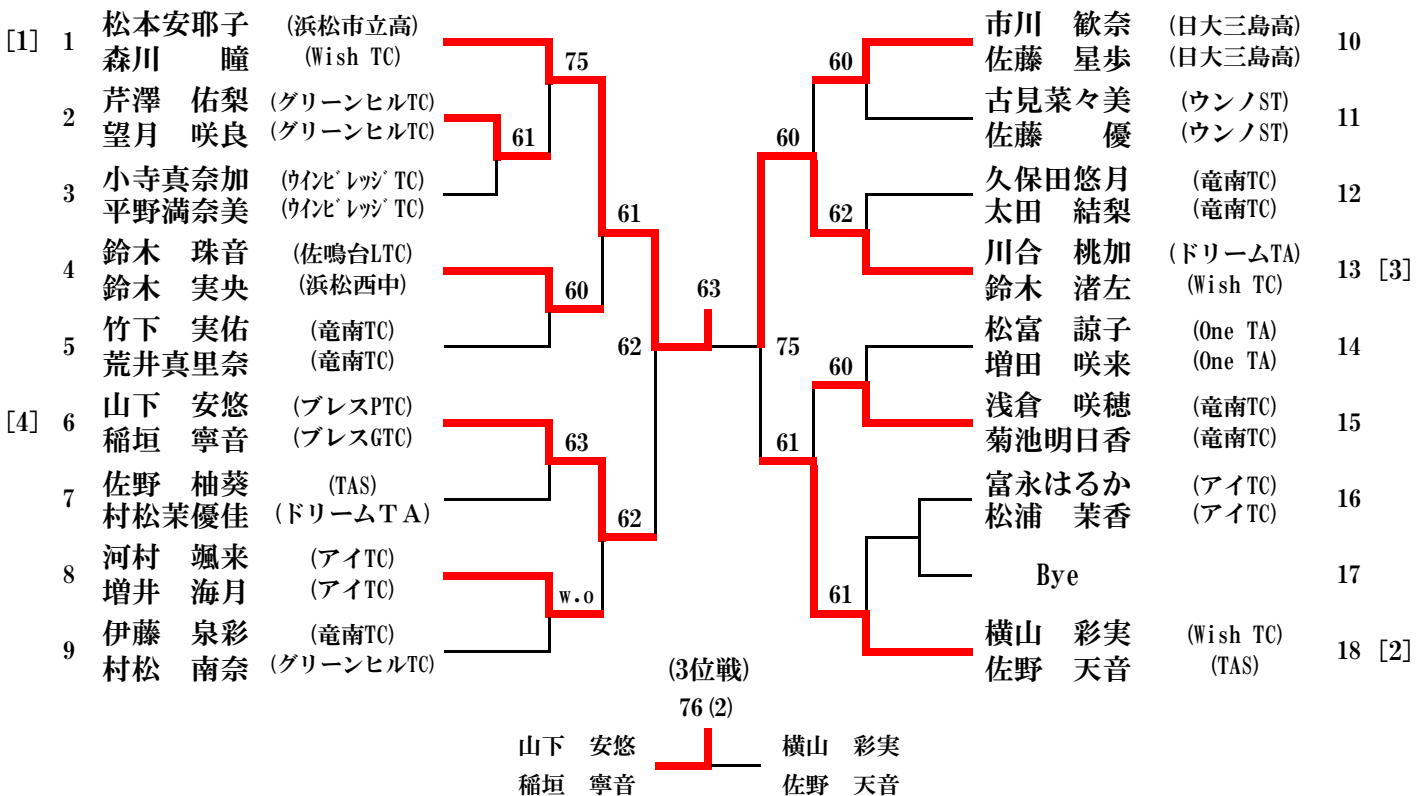 [1] 1 松本安耶子 (浜松市立高)
森川　　瞳 (Wish TC)
75
2 芹澤　佑梨 (グリーンヒルTC)
望月　咲良 (グリーンヒルTC)
61
3 小寺真奈加 (ｳｲﾝﾋﾞﾚｯｼﾞTC)
平野満奈美 (ｳｲﾝﾋﾞﾚｯｼﾞTC)
61
4 鈴木　珠音 (佐鳴台LTC)
鈴木　実央 (浜松西中)
60
5 竹下　実佑 (竜南TC)
荒井真里奈 (竜南TC)
62
[4] 6 山下　安悠 (ブレスPTC)
稲垣　寧音 (ブレスGTC)
63
7 佐野　柚葵 (TAS)
村松茉優佳 (ドリームＴＡ)
62
8 河村　颯来 (アイTC)
増井　海月 (アイTC)
w.o
9 伊藤　泉彩 (竜南TC)
村松　南奈 (グリーンヒルTC)
63
市川　歓奈 (日大三島高) 10
佐藤　星歩 (日大三島高)
60
古見菜々美 (ウンノST) 11
佐藤　　優 (ウンノST)
60
久保田悠月 (竜南TC) 12
太田　結梨 (竜南TC)
62
川合　桃加 (ドリームTA) 13 [3]
鈴木　渚左 (Wish TC)
75
松富　諒子 (One TA) 14
増田　咲来 (One TA)
60
浅倉　咲穂 (竜南TC) 15
菊池明日香 (竜南TC)
61
富永はるか (アイTC) 16
松浦　茉香 (アイTC)
Bye 17
61
横山　彩実 (Wish TC) 18 [2]
佐野　天音 (TAS)
(3位戦)
76(2)
山下　安悠 横山　彩実
稲垣　寧音 佐野　天音